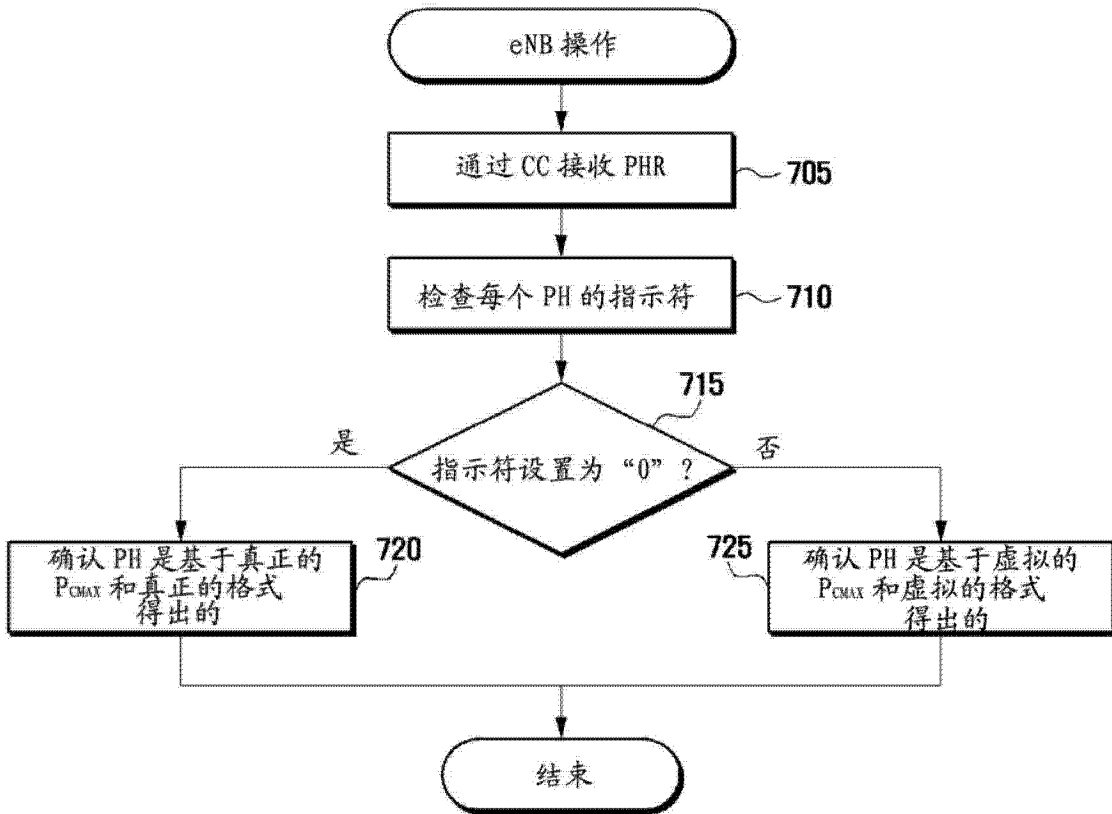 eNB 操作
通过 CC 接收 PHR
705
检查每个 PH 的指示符
710
715
是
指示符设置为 “0” ?
否
确认 PH 是基于真正的
PCMAX 和真正的格式
得出的
720
725
确认 PH 是基于虚拟的
PCMAX 和虚拟的格式
得出的
结束